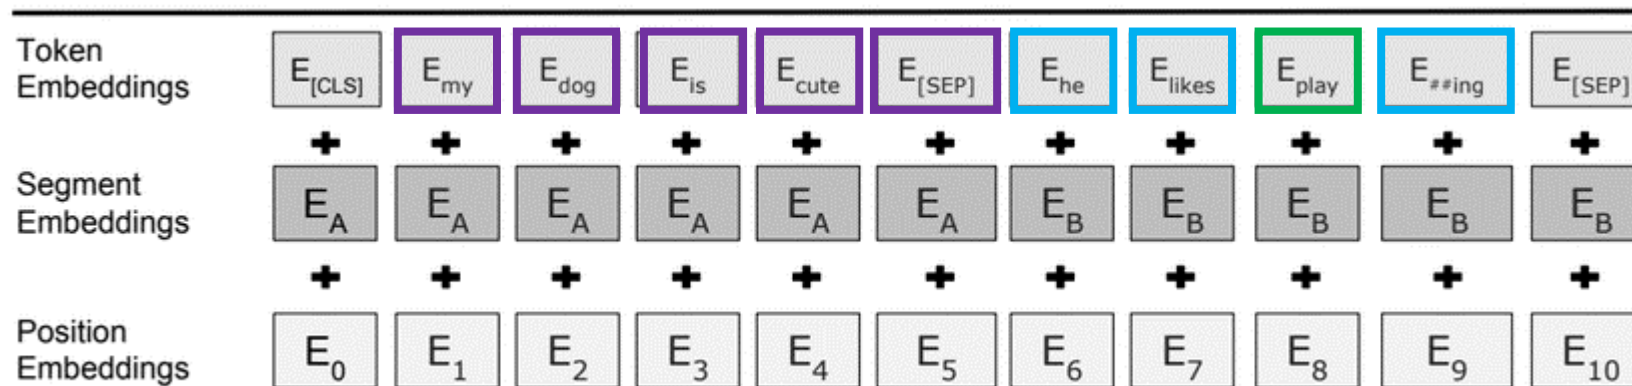 Token
Embeddings
E[CLS] Emy Edog Eis Ecute E[SEP] Ehe Elikes Eplay E##ing E[SEP]
+ + + + + + + + + + +
Segment
Embeddings
EA EA EA EA EA EA EB EB EB EB EB
+ + + + + + + + + + +
Position
Embeddings
E0 E1 E2 E3 E4 E5 E6 E7 E8 E9 E10